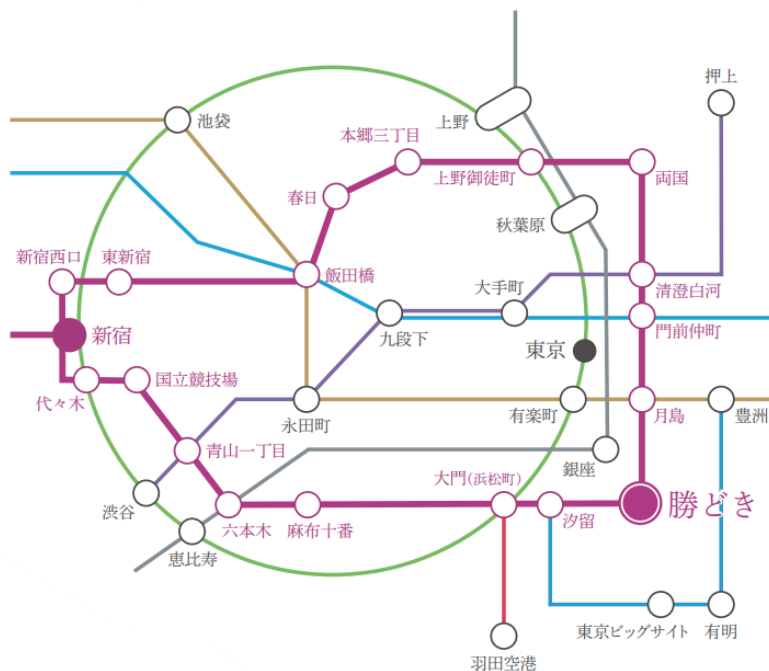 押上
池袋
上野
本郷三丁目
上野御徒町
両国
春日
秋葉原
新宿西口
東新宿
飯田橋
大手町
清澄白河
九段下
門前仲町
新宿
東京
国立競技場
代々木
永田町
有楽町
月島
豊洲
青山一丁目
銀座
大門(浜松町)
渋谷
勝どき
六本木
麻布十番
汐留
恵比寿
東京ビッグサイト
有明
羽田空港